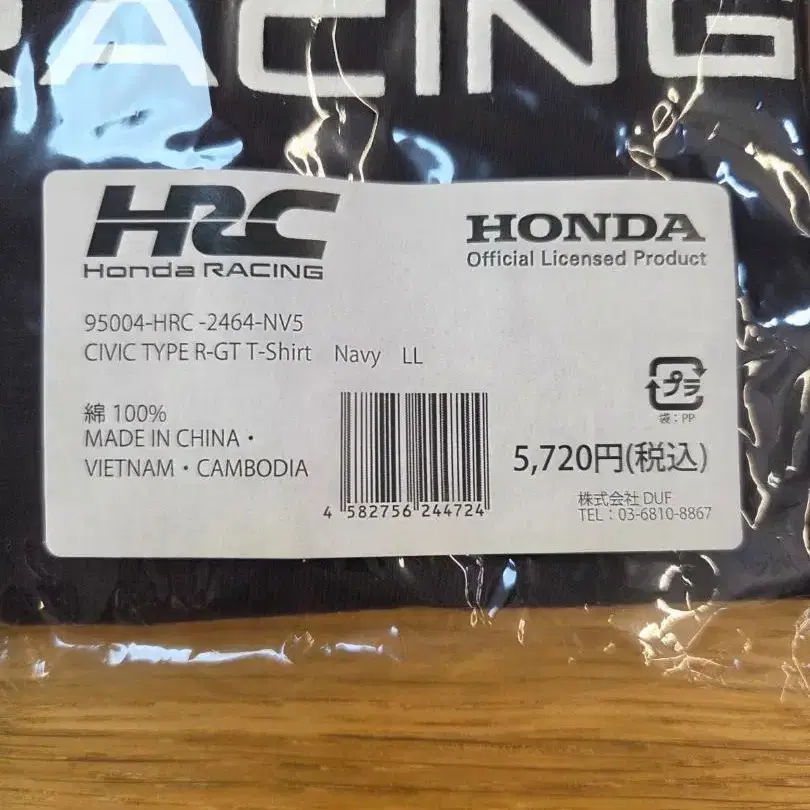 RACING
HRC
Honda RACING
HONDA
Official Licensed Product
95004-HRC -2464-NV5
CIVIC TYPE R-GT T-Shirt Navy LL
綿 100%
MADE IN CHINA・
VIETNAM・CAMBODIA
4 582756 244724
プラ
袋：PP
5,720円(税込)
株式会社 DUF
TEL：03-6810-8867